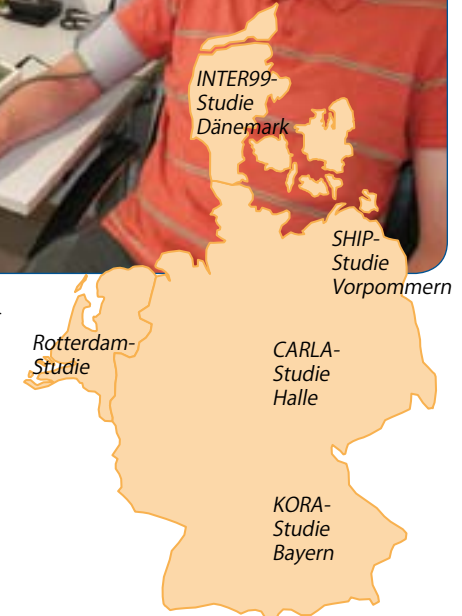 INTER99-
Studie
Dänemark
SHIP-
Studie
Vorpommern
Rotterdam-
Studie
CARLA-
Studie
Halle
KORA-
Studie
Bayern